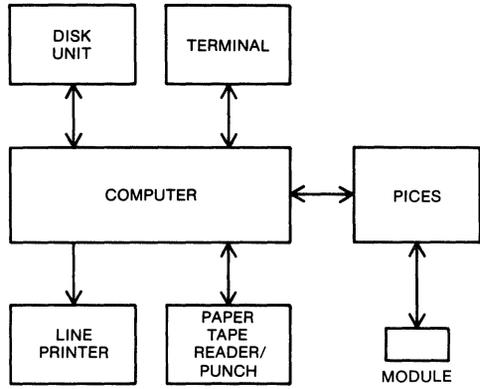 DISK
UNIT
TERMINAL
COMPUTER
PICES
LINE
PRINTER
PAPER
TAPE
READER/
PUNCH
MODULE